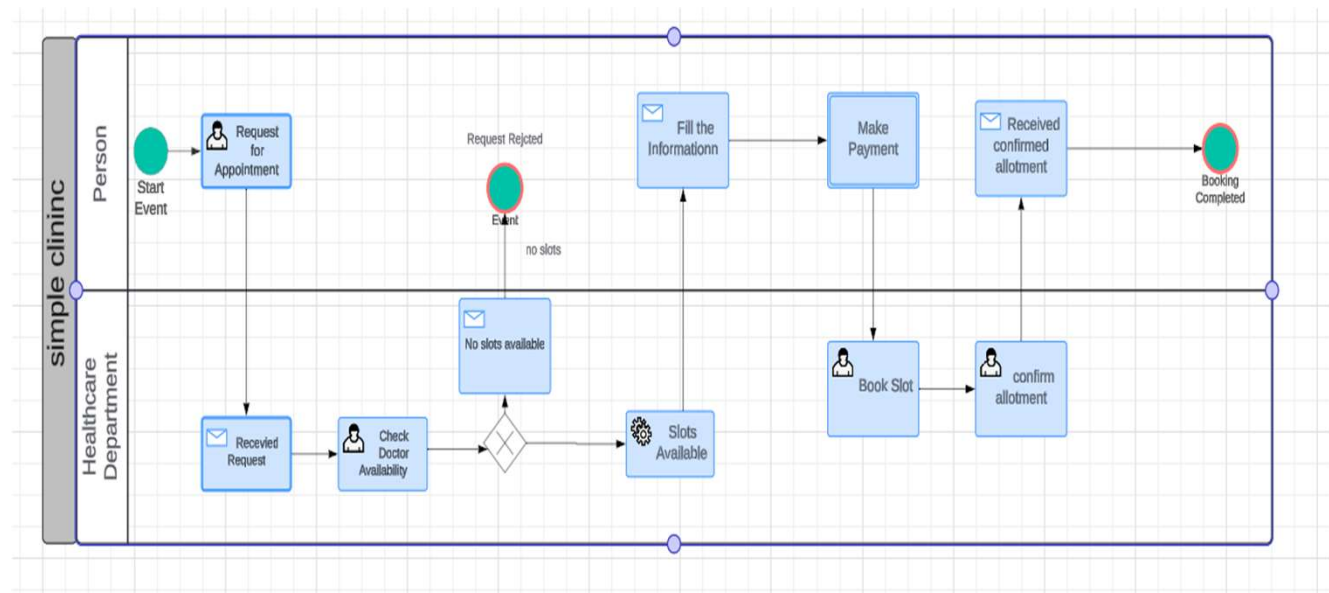 simple clininc
Person
Start
Event
Request
for
Appointment
Request Rejcted
Event
no slots
Fill the
Informationn
Make
Payment
Received
confirmed
allotment
Booking
Completed
Healthcare
Department
Recevied
Request
Check
Doctor
Availability
No slots available
Slots
Available
Book Slot
confirm
allotment